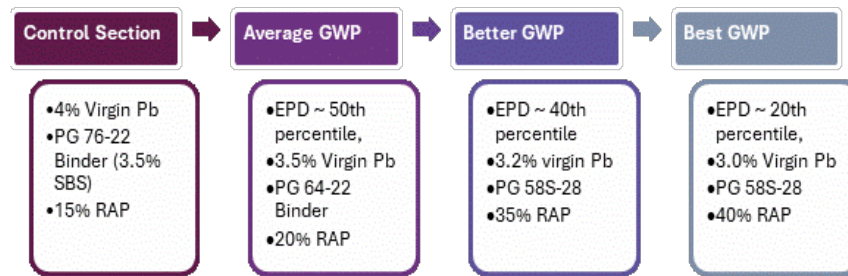 Control Section
Average GWP
Better GWP
Best GWP
•4% Virgin Pb
•PG 76-22
Binder (3.5%
SBS)
•15% RAP
•EPD ~ 50th
percentile,
•3.5% Virgin Pb
•PG 64-22
Binder
•20% RAP
•EPD ~ 40th
percentile
•3.2% virgin Pb
•PG 58S-28
•35% RAP
•EPD ~ 20th
percentile,
•3.0% Virgin Pb
•PG 58S-28
•40% RAP